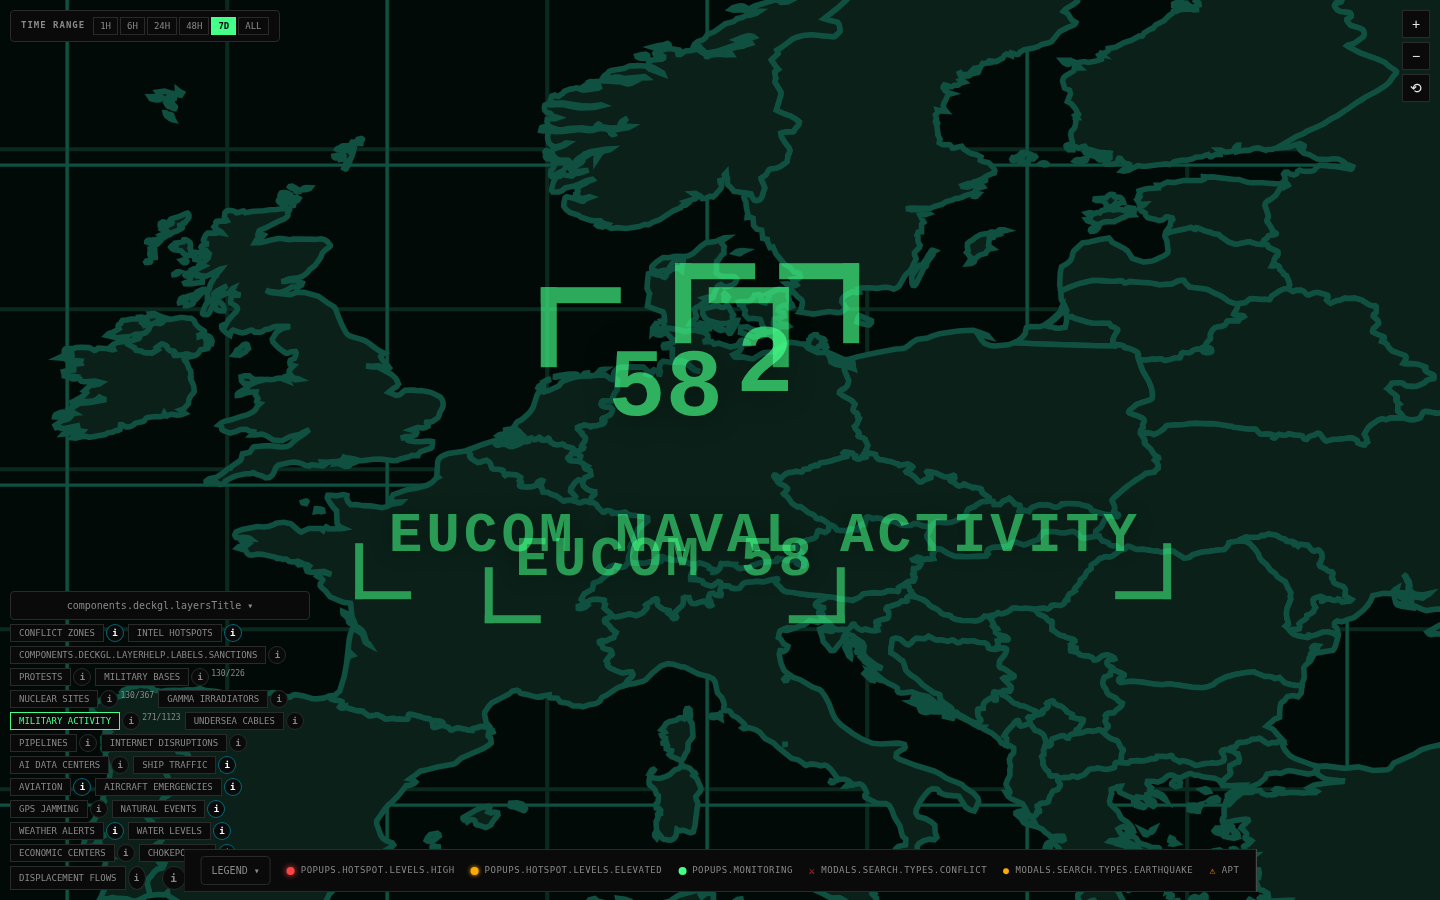 TIME RANGE 1H 6H 24H 48H 7D ALL
+
−
⟲
2
58
EUCOM NAVAL ACTIVITY
EUCOM 58
components.deckgl.layersTitle ▾
CONFLICT ZONES i INTEL HOTSPOTS i
COMPONENTS.DECKGL.LAYERHELP.LABELS.SANCTIONS i
PROTESTS i MILITARY BASES i 130/226
NUCLEAR SITES i 130/367 GAMMA IRRADIATORS i
MILITARY ACTIVITY i 271/1123 UNDERSEA CABLES i
PIPELINES i INTERNET DISRUPTIONS i
AI DATA CENTERS i SHIP TRAFFIC i
AVIATION i AIRCRAFT EMERGENCIES i
GPS JAMMING i NATURAL EVENTS i
WEATHER ALERTS i WATER LEVELS i
ECONOMIC CENTERS i CHOKEPO
DISPLACEMENT FLOWS i i
LEGEND ▾ POPUPS.HOTSPOT.LEVELS.HIGH POPUPS.HOTSPOT.LEVELS.ELEVATED POPUPS.MONITORING ⚔ MODALS.SEARCH.TYPES.CONFLICT MODALS.SEARCH.TYPES.EARTHQUAKE ⚠ APT